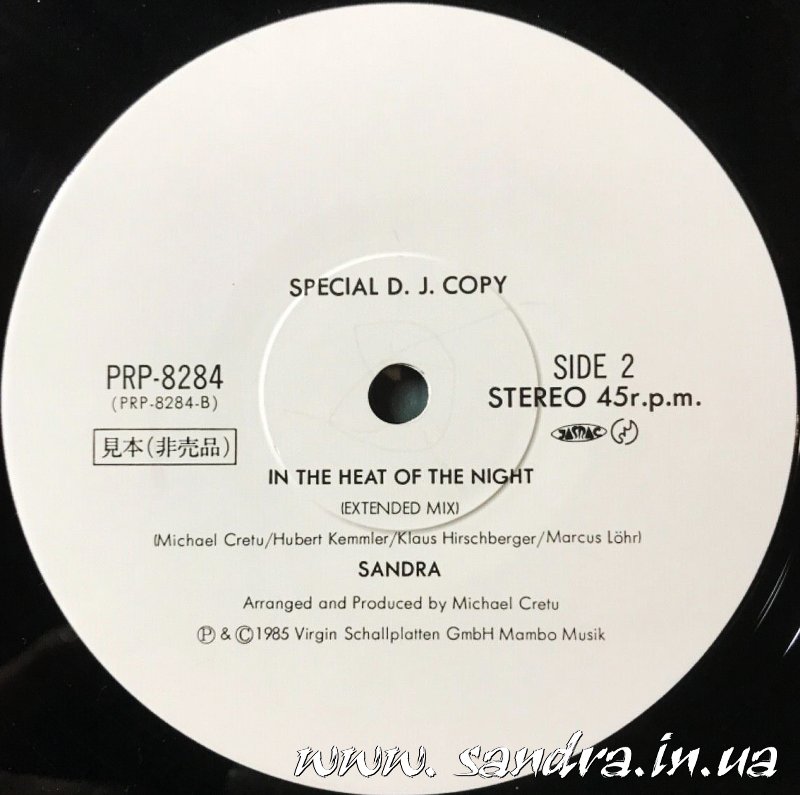 SPECIAL D. J. COPY
PRP-8284
(PRP-8284-B)
見本(非売品)
SIDE 2
STEREO 45r.p.m.
JASRAC
IN THE HEAT OF THE NIGHT
(EXTENDED MIX)
(Michael Cretu/Hubert Kemmler/Klaus Hirschberger/Marcus Löhr)
SANDRA
Arranged and Produced by Michael Cretu
Ⓟ & ©1985 Virgin Schallplatten GmbH Mambo Musik
www. sandra.in.ua